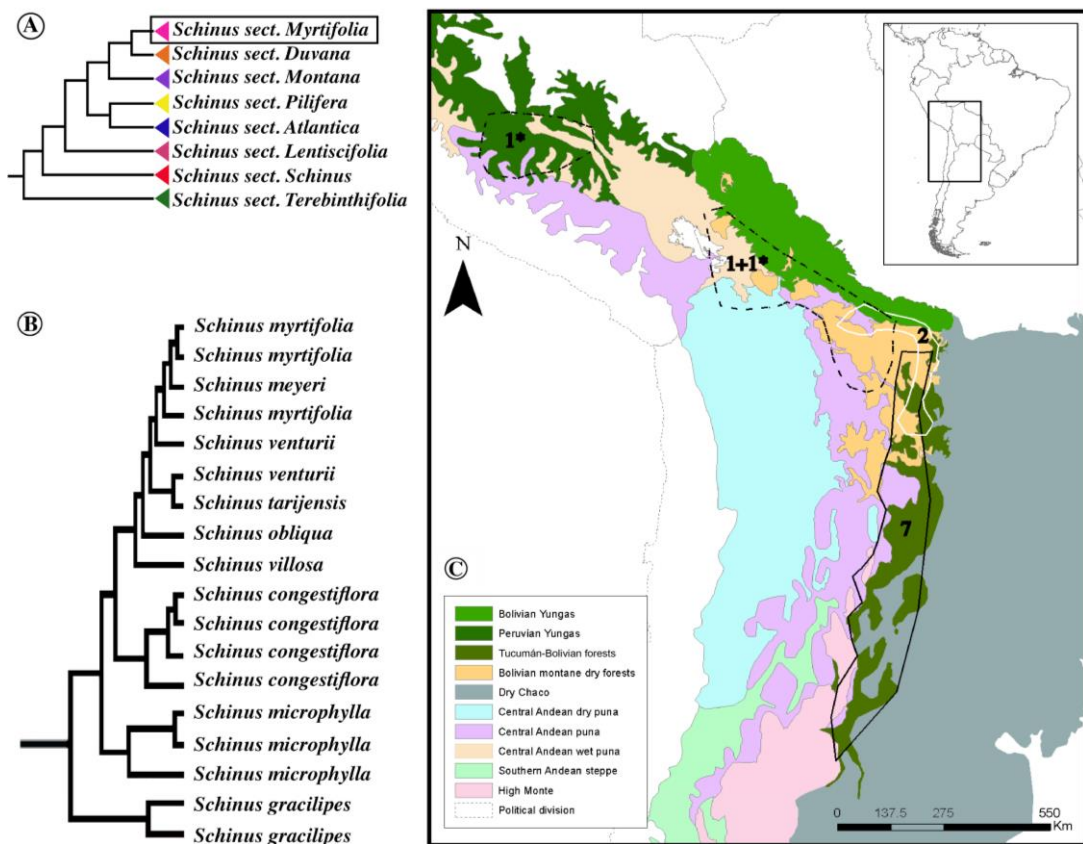 A
Schinus sect. Myrtifolia
Schinus sect. Duvana
Schinus sect. Montana
Schinus sect. Pilifera
Schinus sect. Atlantica
Schinus sect. Lentiscifolia
Schinus sect. Schinus
Schinus sect. Terebinthifolia
B
Schinus myrtifolia
Schinus myrtifolia
Schinus meyeri
Schinus myrtifolia
Schinus venturii
Schinus venturii
Schinus tarijensis
Schinus obliqua
Schinus villosa
Schinus congestiflora
Schinus congestiflora
Schinus congestiflora
Schinus congestiflora
Schinus microphylla
Schinus microphylla
Schinus microphylla
Schinus gracilipes
Schinus gracilipes
1*
N
1+1*
2
7
C
Bolivian Yungas
Peruvian Yungas
Tucumán-Bolivian forests
Bolivian montane dry forests
Dry Chaco
Central Andean dry puna
Central Andean puna
Central Andean wet puna
Southern Andean steppe
High Monte
Political division
0 137.5 275 550
Km